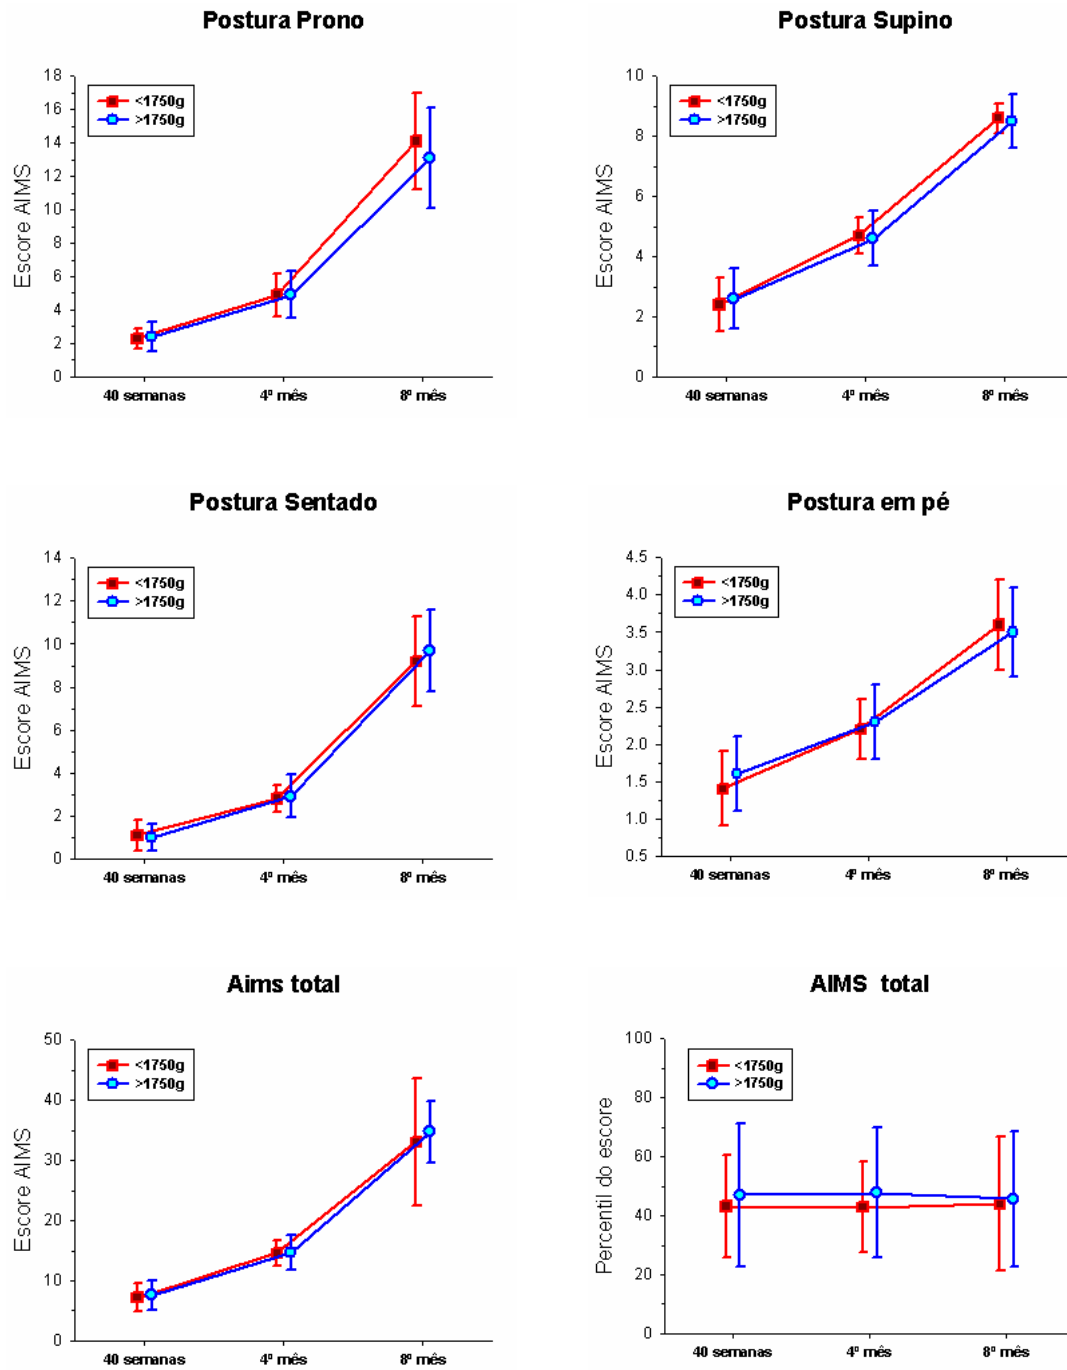 Postura Prono
18
16
14
12
10
8
6
4
2
0
Escore AIMS
<1750g
>1750g
40 semanas 4º mês 8º mês
Postura Supino
10
8
6
4
2
0
Escore AIMS
<1750g
>1750g
40 semanas 4º mês 8º mês
Postura Sentado
14
12
10
8
6
4
2
0
Escore AIMS
<1750g
>1750g
40 semanas 4º mês 8º mês
Postura em pé
4.5
4.0
3.5
3.0
2.5
2.0
1.5
1.0
0.5
Escore AIMS
<1750g
>1750g
40 semanas 4º mês 8º mês
Aims total
50
40
30
20
10
0
Escore AIMS
<1750g
>1750g
40 semanas 4º mês 8º mês
AIMS total
100
80
60
40
20
0
Percentil do escore
<1750g
>1750g
40 semanas 4º mês 8º mês